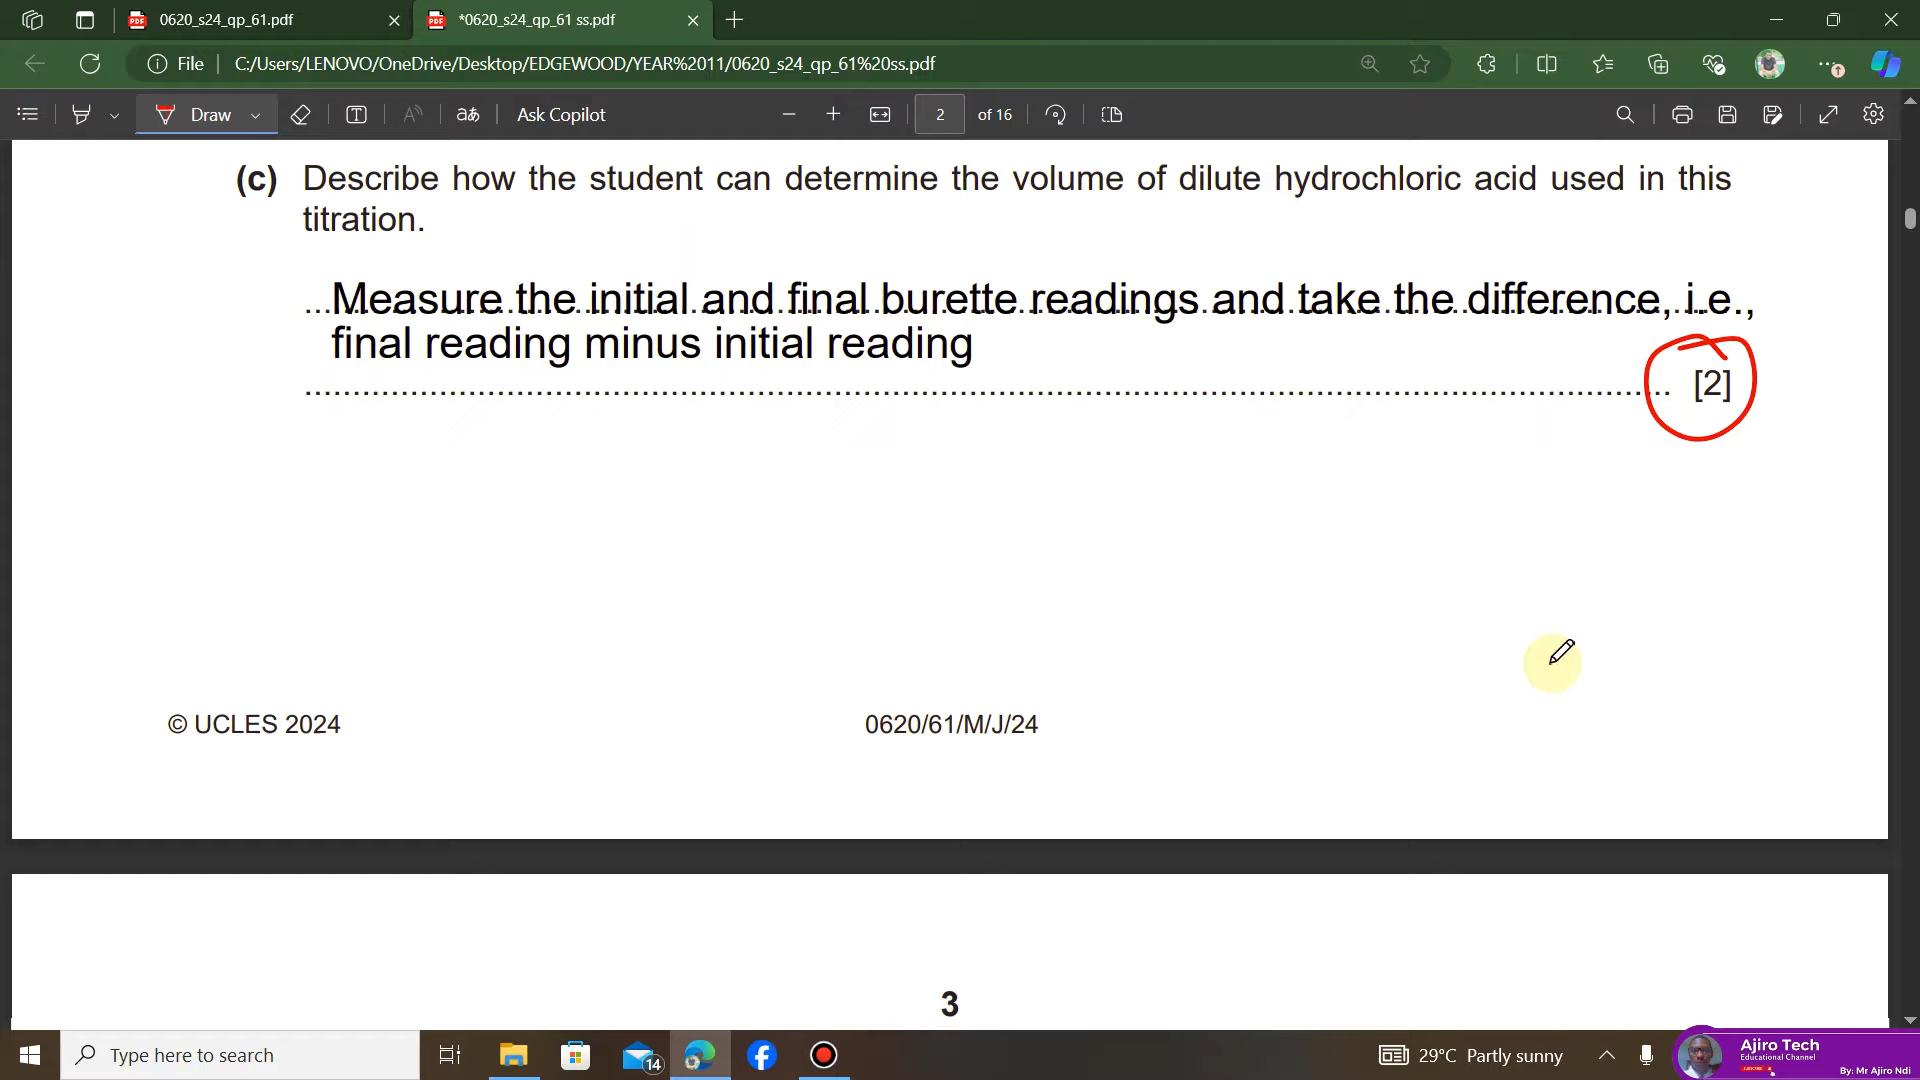 0620_s24_qp_61.pdf
*0620_s24_qp_61 ss.pdf
File
C:/Users/LENOVO/OneDrive/Desktop/EDGEWOOD/YEAR%2011/0620_s24_qp_61%20ss.pdf
Draw
aあ
Ask Copilot
2
of 16
(c) Describe how the student can determine the volume of dilute hydrochloric acid used in this
titration.
Measure the initial and final burette readings and take the difference, i.e.,
final reading minus initial reading
[2]
© UCLES 2024
0620/61/M/J/24
3
Type here to search
14
29°C Partly sunny
Ajiro Tech
Educational Channel
By: Mr Ajiro Ndi